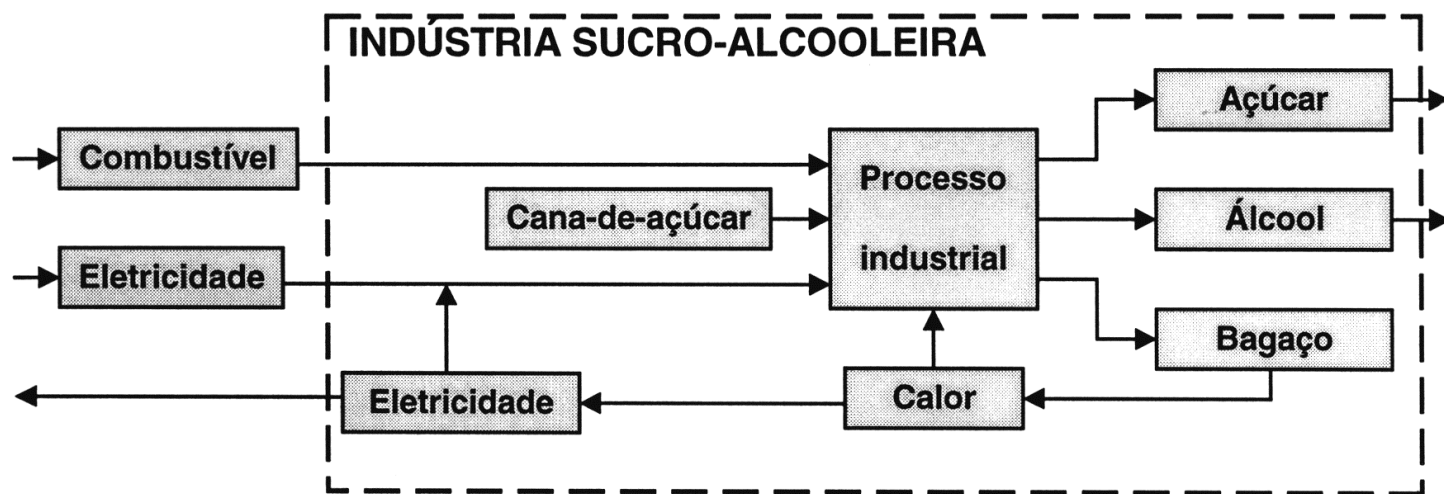 INDÚSTRIA SUCRO-ALCOOLEIRA
Açúcar
Combustível
Processo
industrial
Cana-de-açúcar
Álcool
Eletricidade
Bagaço
Eletricidade
Calor